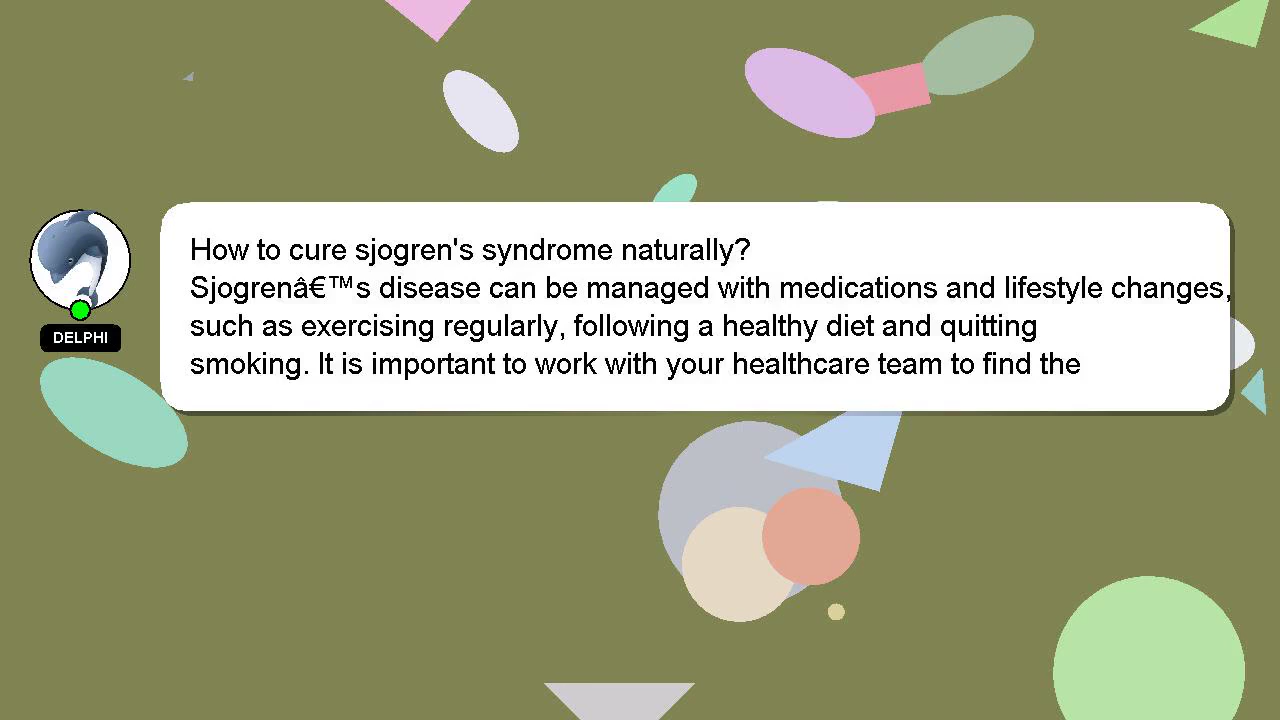 How to cure sjogren's syndrome naturally?
Sjogrenâ€™s disease can be managed with medications and lifestyle changes,
such as exercising regularly, following a healthy diet and quitting
smoking. It is important to work with your healthcare team to find the
DELPHI